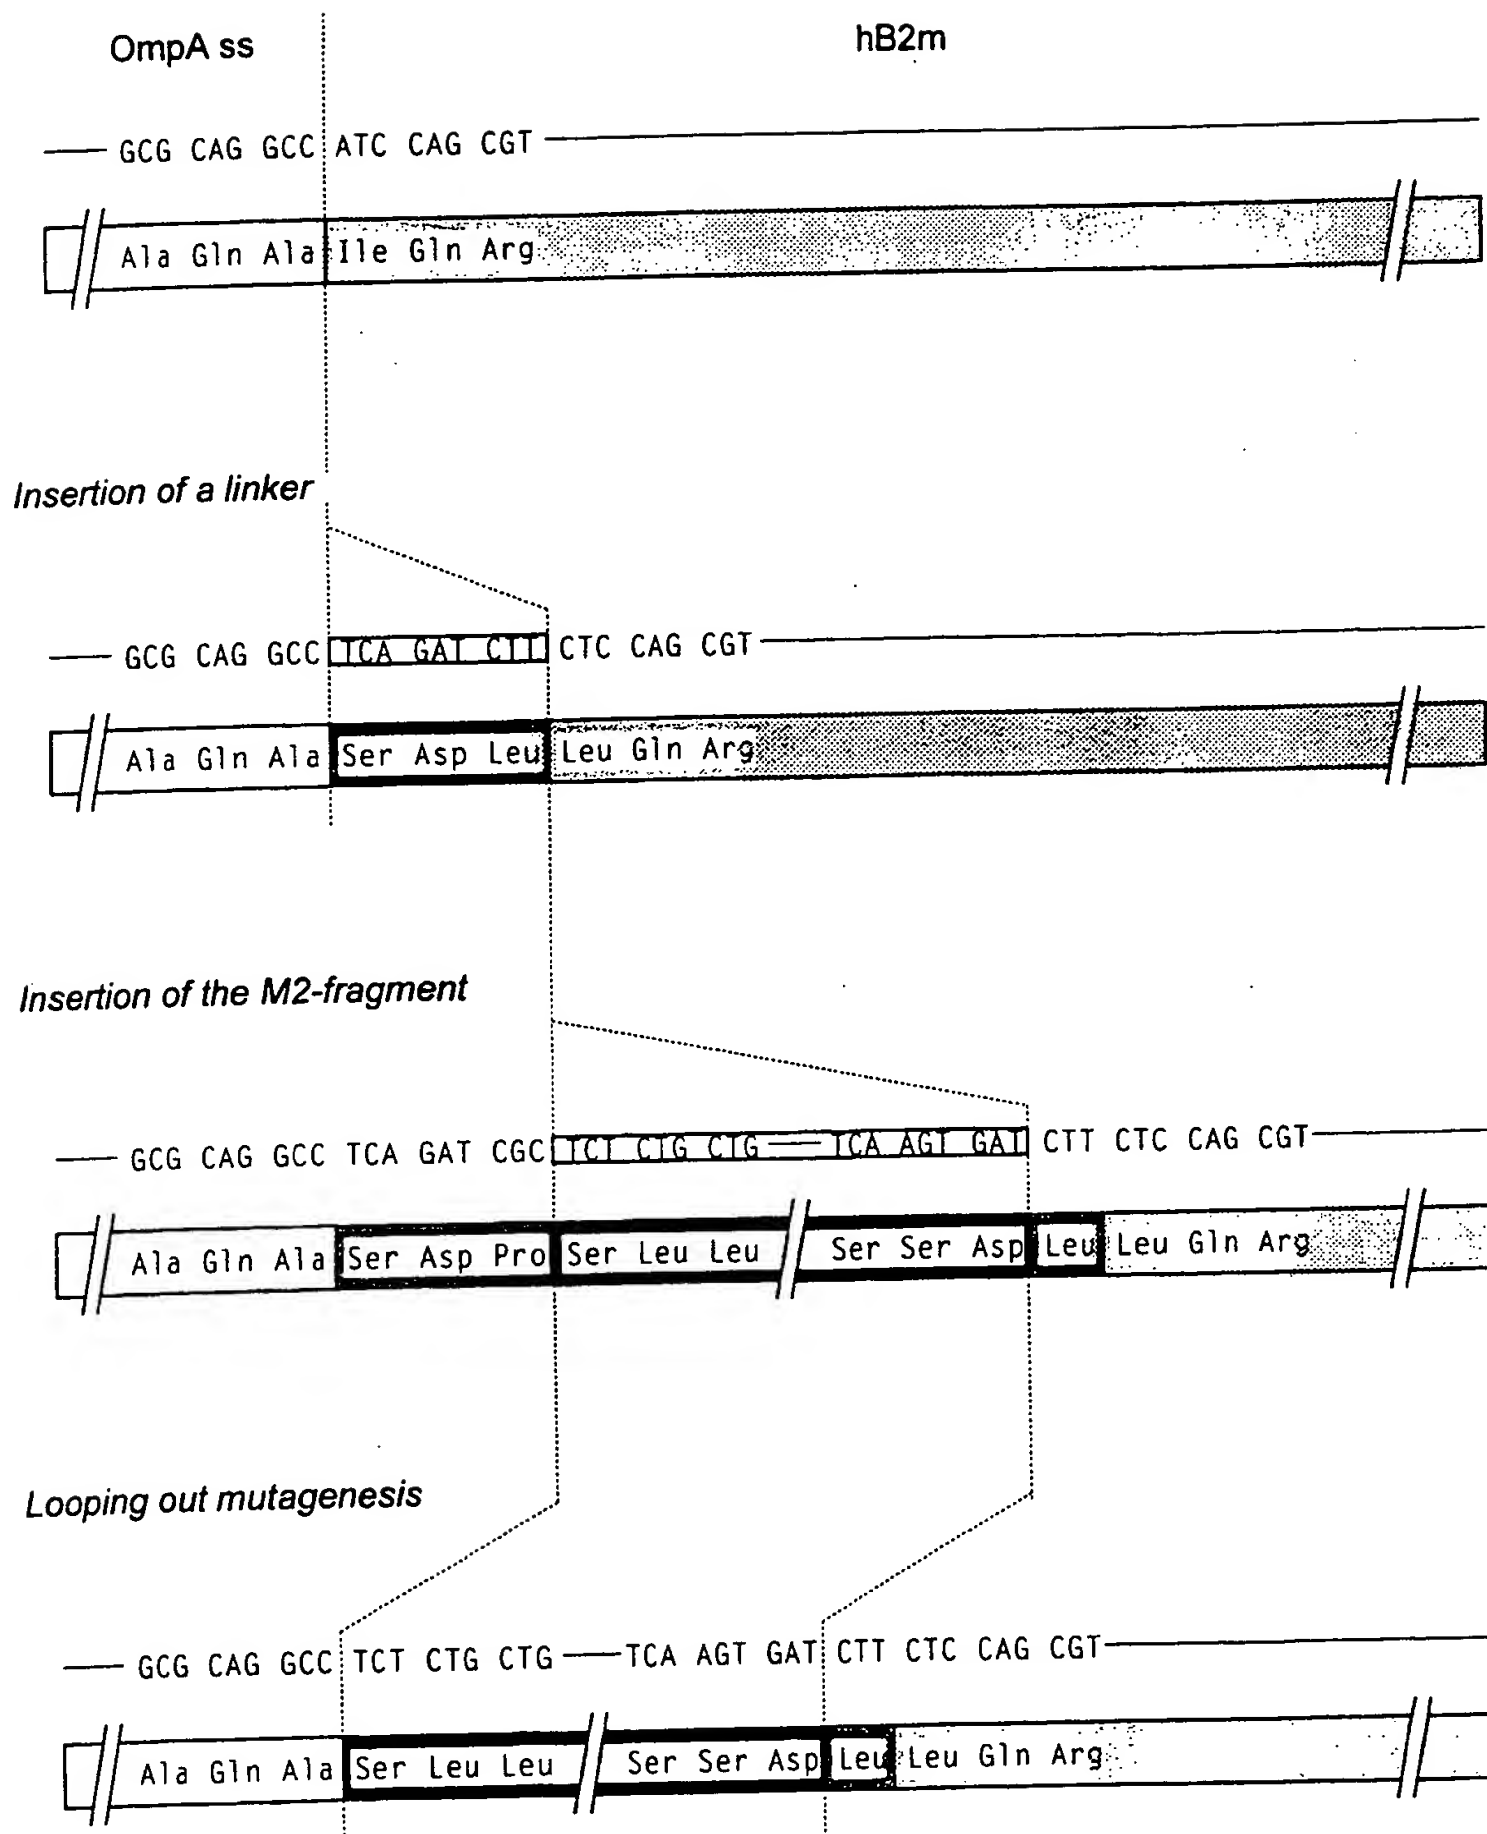 OmpA ss hB2m
GCG CAG GCC ATC CAG CGT
Ala Gln Ala Ile Gln Arg
Insertion of a linker
GCG CAG GCC TCA GAT CTT CTC CAG CGT
Ala Gln Ala Ser Asp Leu Leu Gln Arg
Insertion of the M2-fragment
GCG CAG GCC TCA GAT CGC TCT CTG CTG TCA AGT GAT CTT CTC CAG CGT
Ala Gln Ala Ser Asp Pro Ser Leu Leu Ser Ser Asp Leu Leu Gln Arg
Looping out mutagenesis
GCG CAG GCC TCT CTG CTG TCA AGT GAT CTT CTC CAG CGT
Ala Gln Ala Ser Leu Leu Ser Ser Asp Leu Leu Gln Arg